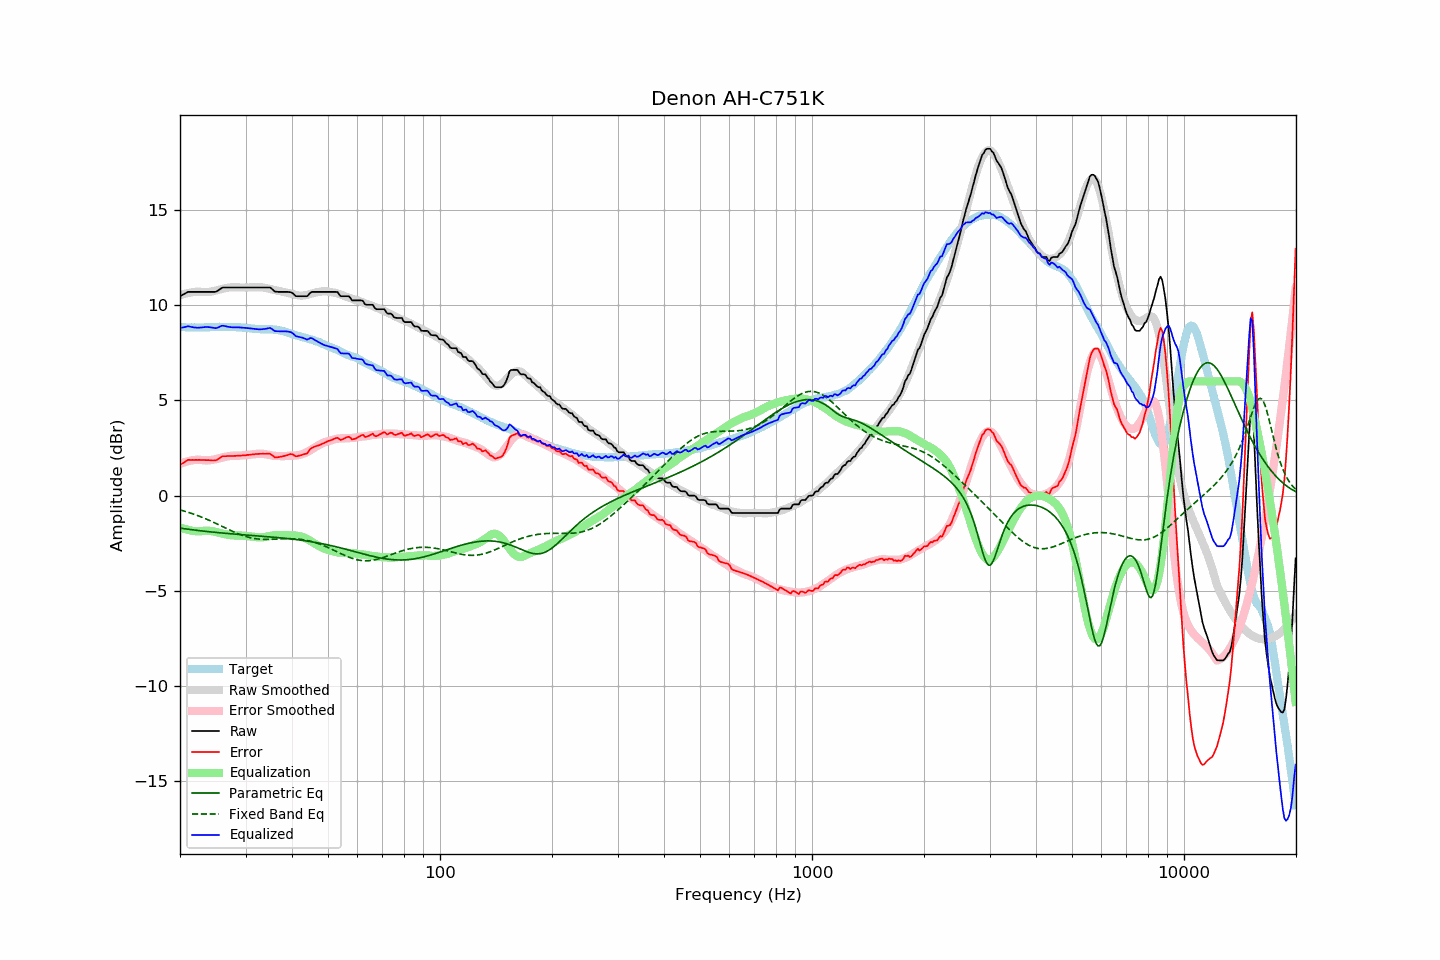 Denon AH-C751K
Amplitude (dBr)
15
10
5
0
−5
−10
−15
Target
Raw Smoothed
Error Smoothed
Raw
Error
Equalization
Parametric Eq
Fixed Band Eq
Equalized
100
1000
10000
Frequency (Hz)